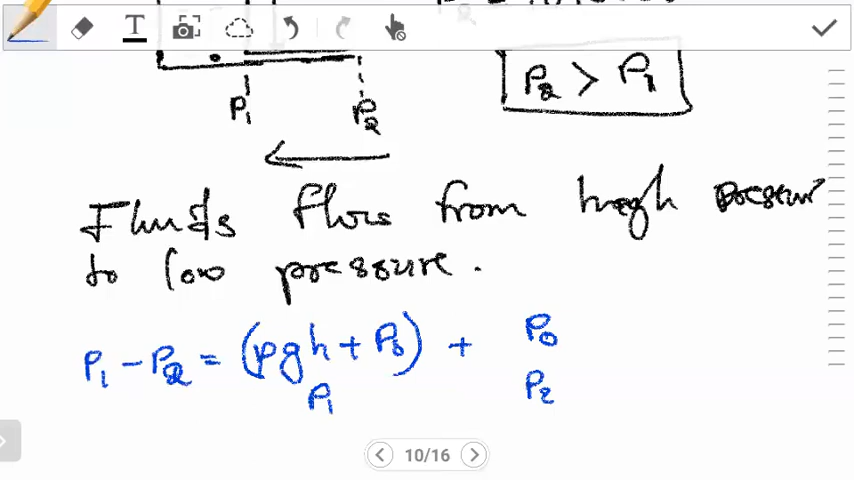 T
P₂ > P₁
P₁ P₂
Fluids flow from high pressure
to low pressure.
P₁ - P₂ = (ρgh + P₀) + P₀
P₁ P₂
10/16